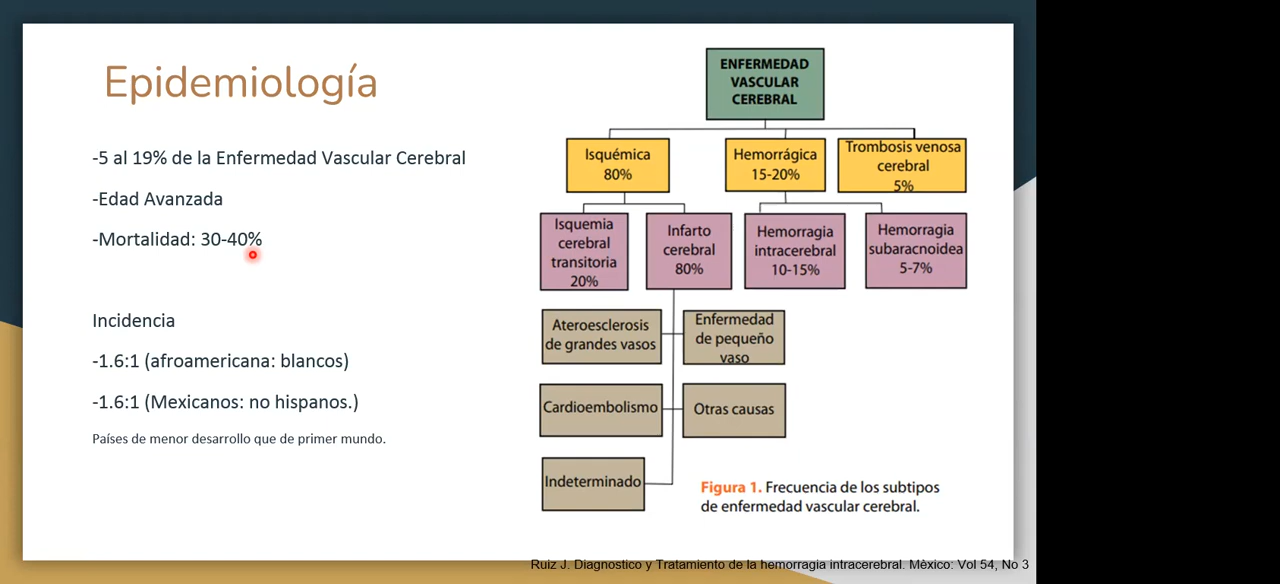 Epidemiología
-5 al 19% de la Enfermedad Vascular Cerebral
-Edad Avanzada
-Mortalidad: 30-40%
Incidencia
-1.6:1 (afroamericana: blancos)
-1.6:1 (Mexicanos: no hispanos.)
Países de menor desarrollo que de primer mundo.
ENFERMEDAD
VASCULAR
CEREBRAL
Isquémica
80%
Hemorrágica
15-20%
Trombosis venosa
cerebral
5%
Isquemia
cerebral
transitoria
20%
Infarto
cerebral
80%
Hemorragia
intracerebral
10-15%
Hemorragia
subaracnoidea
5-7%
Ateroesclerosis
de grandes vasos
Enfermedad
de pequeño
vaso
Cardioembolismo
Otras causas
Indeterminado
Figura 1. Frecuencia de los subtipos
de enfermedad vascular cerebral.
Ruiz J. Diagnostico y Tratamiento de la hemorragia intracerebral. Mèxico: Vol 54, No 3